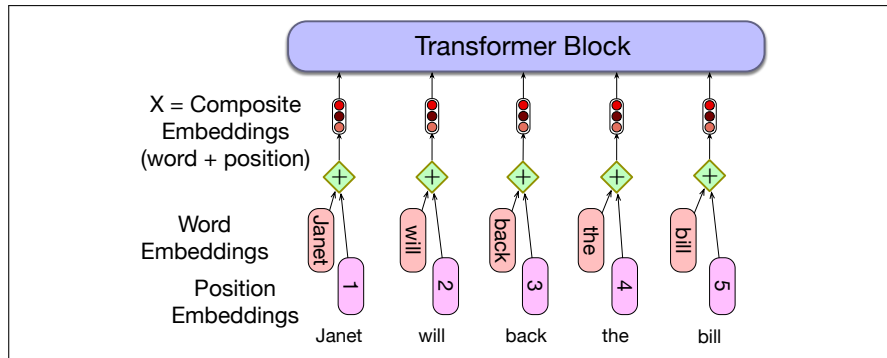 Transformer Block
X = Composite
Embeddings
(word + position)
+ + + + +
Word
Embeddings
Janet will back the bill
Position
Embeddings
1 2 3 4 5
Janet will back the bill